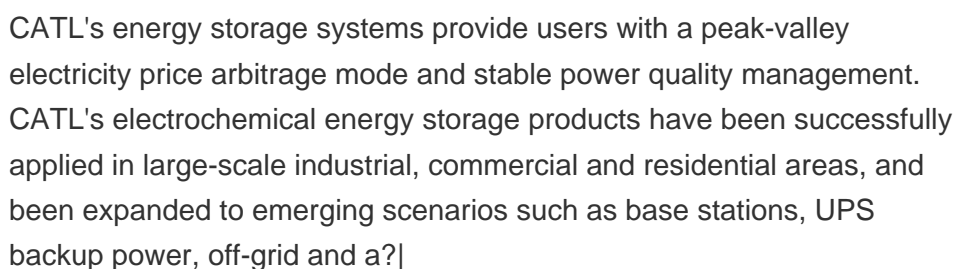 CATL's energy storage systems provide users with a peak-valley
electricity price arbitrage mode and stable power quality management.
CATL's electrochemical energy storage products have been successfully
applied in large-scale industrial, commercial and residential areas, and
been expanded to emerging scenarios such as base stations, UPS
backup power, off-grid and a?|